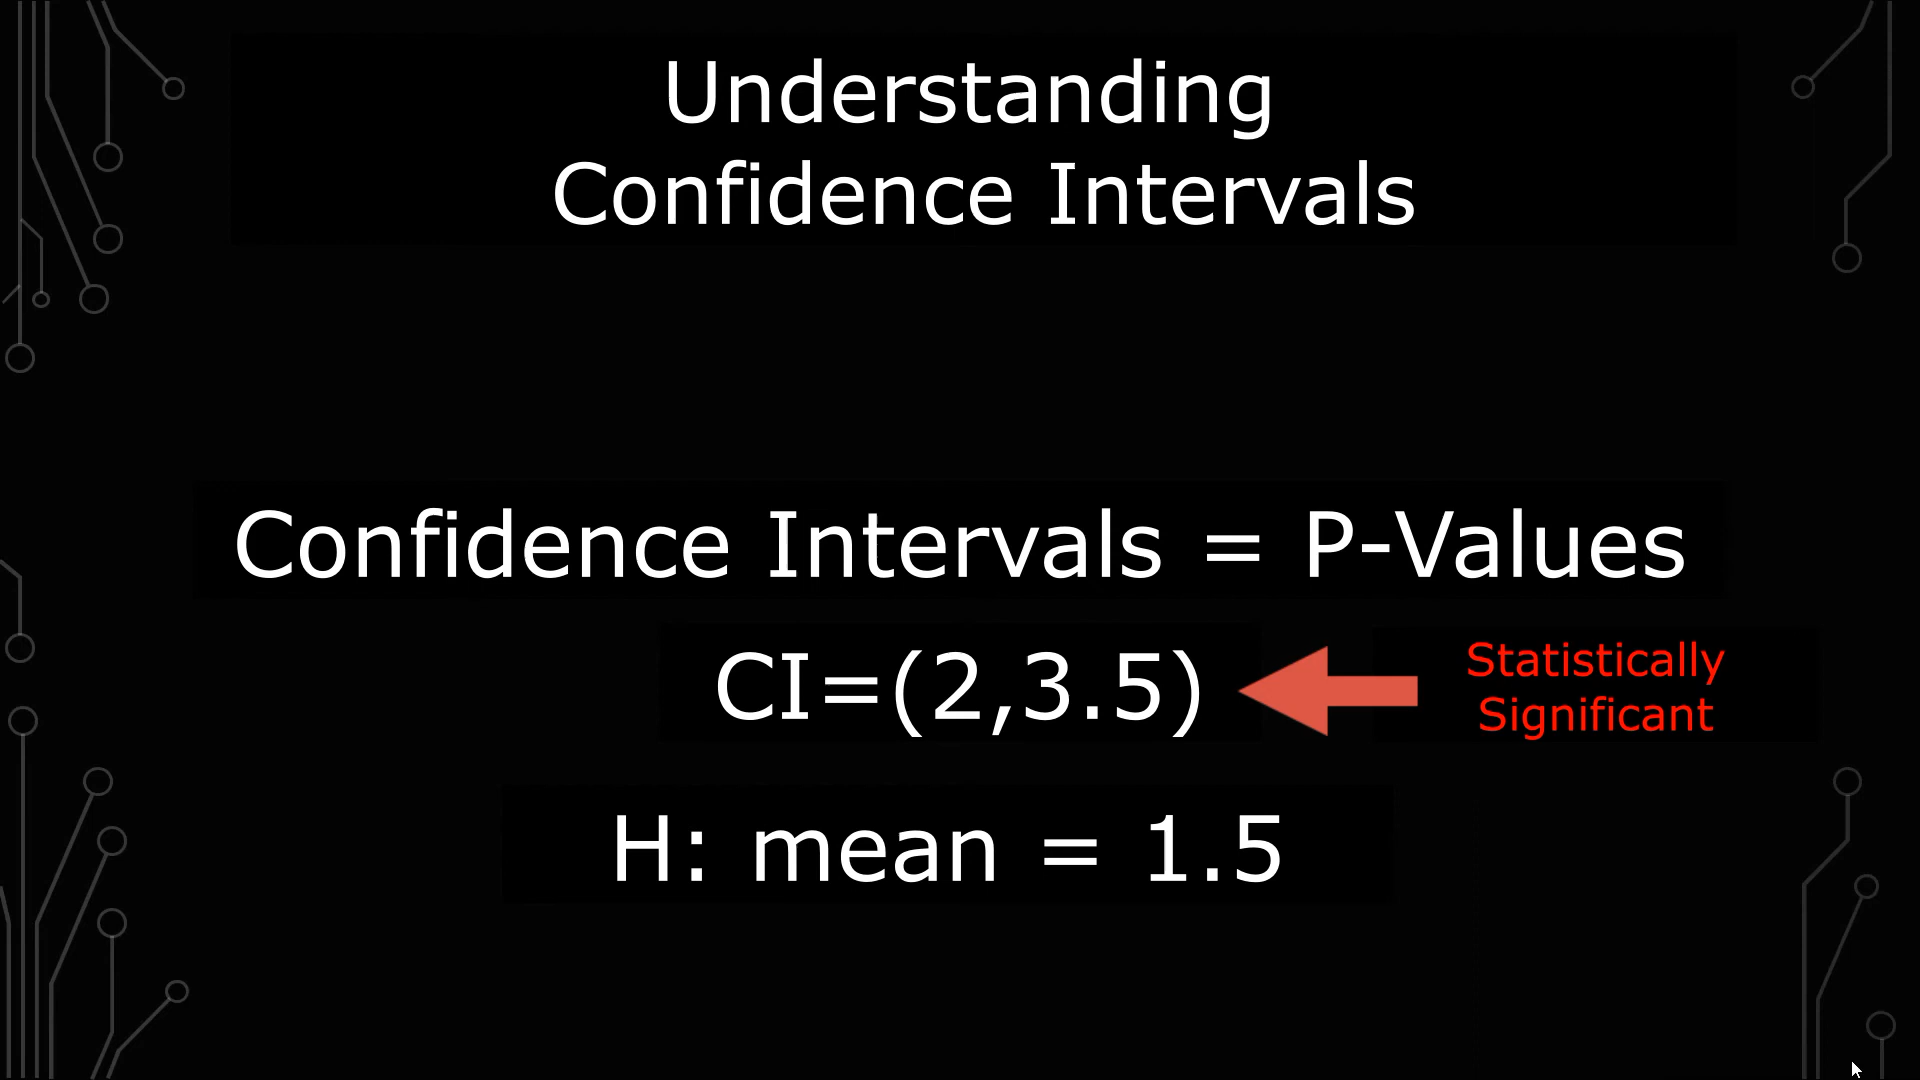 Understanding
Confidence Intervals
Confidence Intervals = P-Values
CI=(2,3.5)
Statistically
Significant
H: mean = 1.5